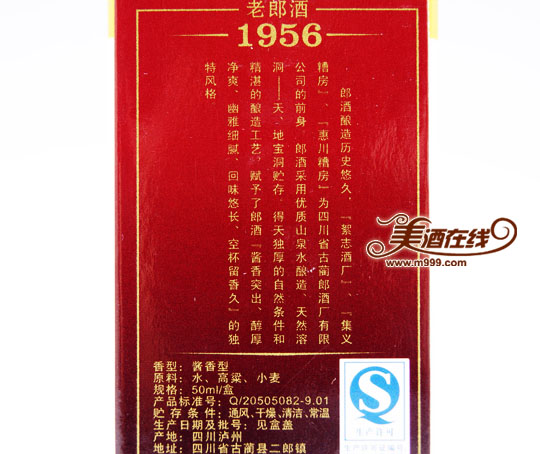 老郎酒
1956
郎酒酿造历史悠久，『絮志酒厂』、『集义
糟房』、『惠川糟房』为四川省古蔺郎酒厂有限
公司的前身。郎酒采用优质山泉水酿造、天然溶
洞——天、地宝洞贮存，得天独厚的自然条件和
精湛的酿造工艺，赋予了郎酒『酱香突出、醇厚
净爽、幽雅细腻、回味悠长、空杯留香久』的独
特风格
美酒在线
www.m999.com
香型：酱香型
原料：水、高粱、小麦
规格：50ml/盒
产品标准号：Q/20505082-9.01
贮存条件：通风、干燥、清洁、常温
生产日期及批号：见盒盖
产地：四川泸州
地址：四川省古蔺县二郎镇
生产许可